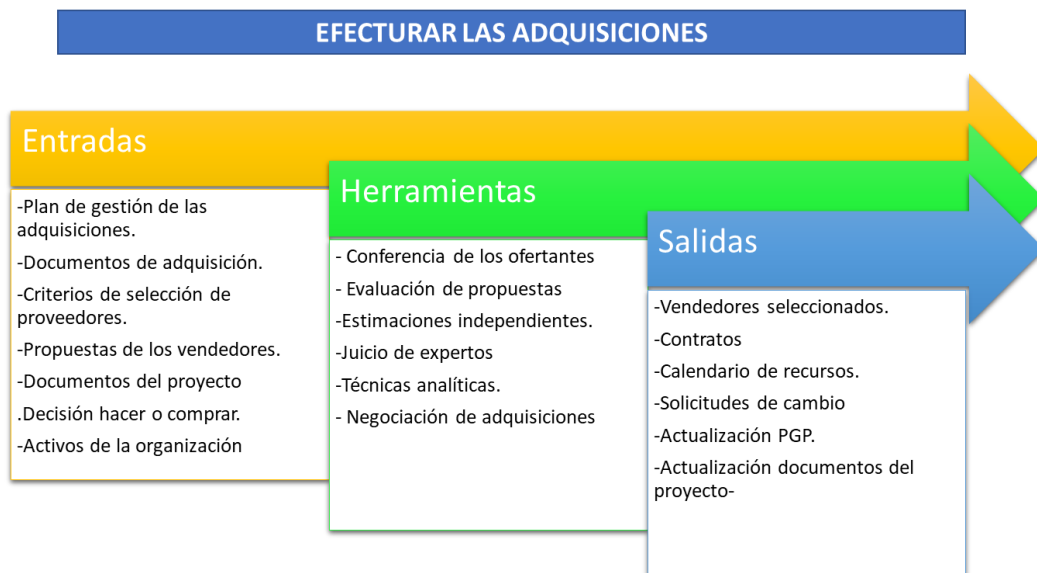 EFECTURAR LAS ADQUISICIONES
Entradas
-Plan de gestión de las
adquisiciones.
-Documentos de adquisición.
-Criterios de selección de
proveedores.
-Propuestas de los vendedores.
-Documentos del proyecto
.Decisión hacer o comprar.
-Activos de la organización
Herramientas
- Conferencia de los ofertantes
- Evaluación de propuestas
-Estimaciones independientes.
-Juicio de expertos
-Técnicas analíticas.
- Negociación de adquisiciones
Salidas
-Vendedores seleccionados.
-Contratos
-Calendario de recursos.
-Solicitudes de cambio
-Actualización PGP.
-Actualización documentos del
proyecto-